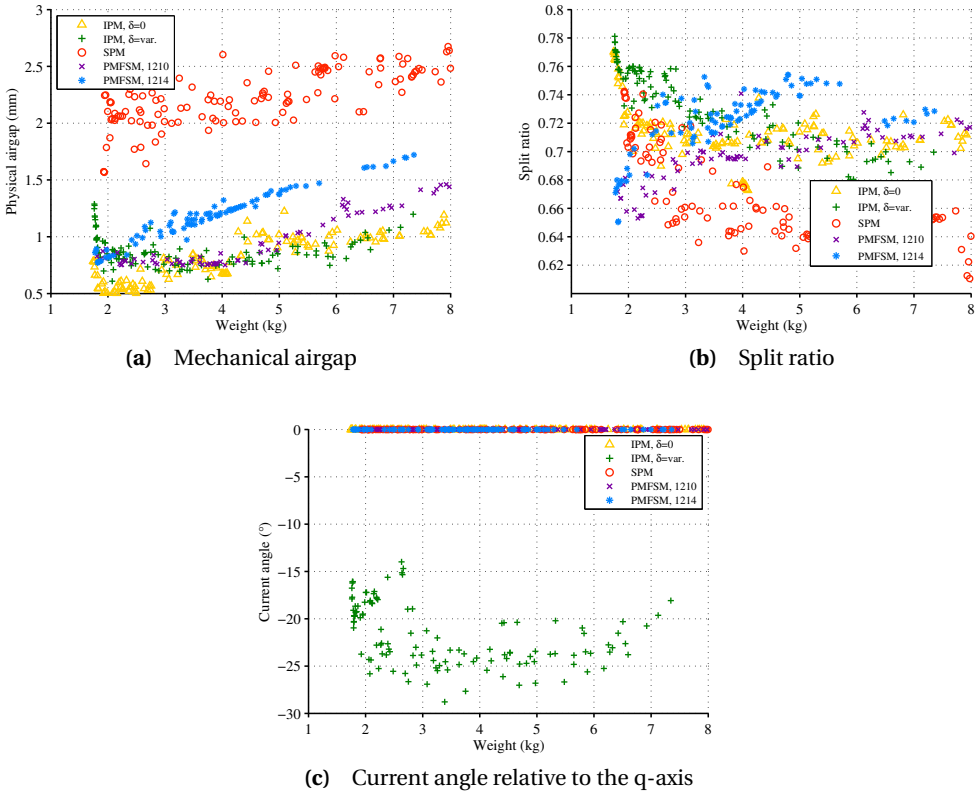 3
2.5
2
1.5
1
0.5
Physical airgap (mm)
IPM, δ=0
IPM, δ=var.
SPM
PMFSM, 1210
PMFSM, 1214
2 3 4 5 6 7 8
Weight (kg)
(a) Mechanical airgap
0.8
0.78
0.76
0.74
0.72
0.7
0.68
0.66
0.64
0.62
Split ratio
IPM, δ=0
IPM, δ=var.
SPM
PMFSM, 1210
PMFSM, 1214
1 2 3 4 5 6 7 8
Weight (kg)
(b) Split ratio
0
−5
−10
−15
−20
−25
−30
Current angle (°)
IPM, δ=0
IPM, δ=var.
SPM
PMFSM, 1210
PMFSM, 1214
1 2 3 4 5 6 7 8
Weight (kg)
(c) Current angle relative to the q-axis